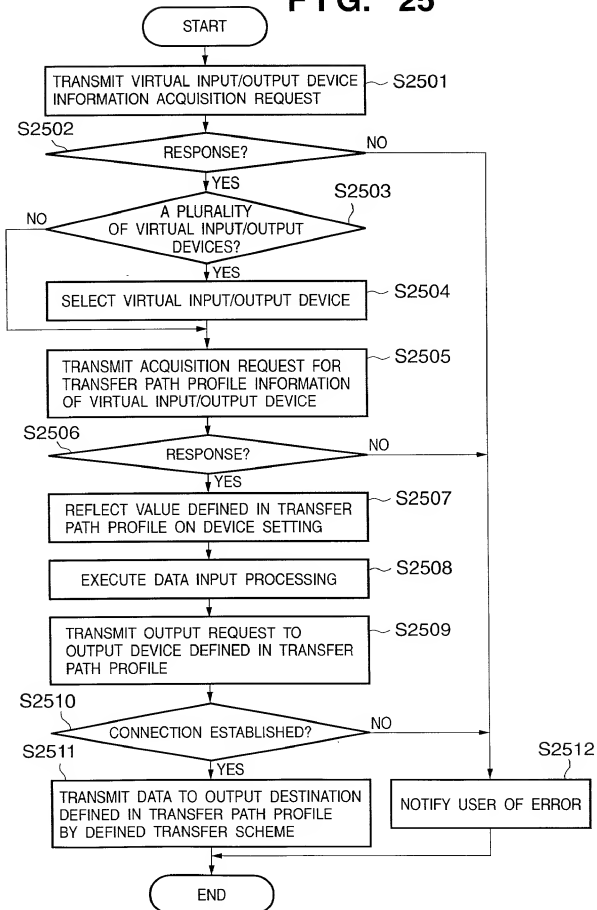 FIG. 25
START
TRANSMIT VIRTUAL INPUT/OUTPUT DEVICE
INFORMATION ACQUISITION REQUEST
S2501
S2502
RESPONSE?
NO
YES
S2503
NO
A PLURALITY
OF VIRTUAL INPUT/OUTPUT
DEVICES?
YES
SELECT VIRTUAL INPUT/OUTPUT DEVICE
S2504
TRANSMIT ACQUISITION REQUEST FOR
TRANSFER PATH PROFILE INFORMATION
OF VIRTUAL INPUT/OUTPUT DEVICE
S2505
S2506
RESPONSE?
NO
YES
REFLECT VALUE DEFINED IN TRANSFER
PATH PROFILE ON DEVICE SETTING
S2507
EXECUTE DATA INPUT PROCESSING
S2508
TRANSMIT OUTPUT REQUEST TO
OUTPUT DEVICE DEFINED IN TRANSFER
PATH PROFILE
S2509
S2510
CONNECTION ESTABLISHED?
NO
YES
S2511
TRANSMIT DATA TO OUTPUT DESTINATION
DEFINED IN TRANSFER PATH PROFILE
BY DEFINED TRANSFER SCHEME
S2512
NOTIFY USER OF ERROR
END